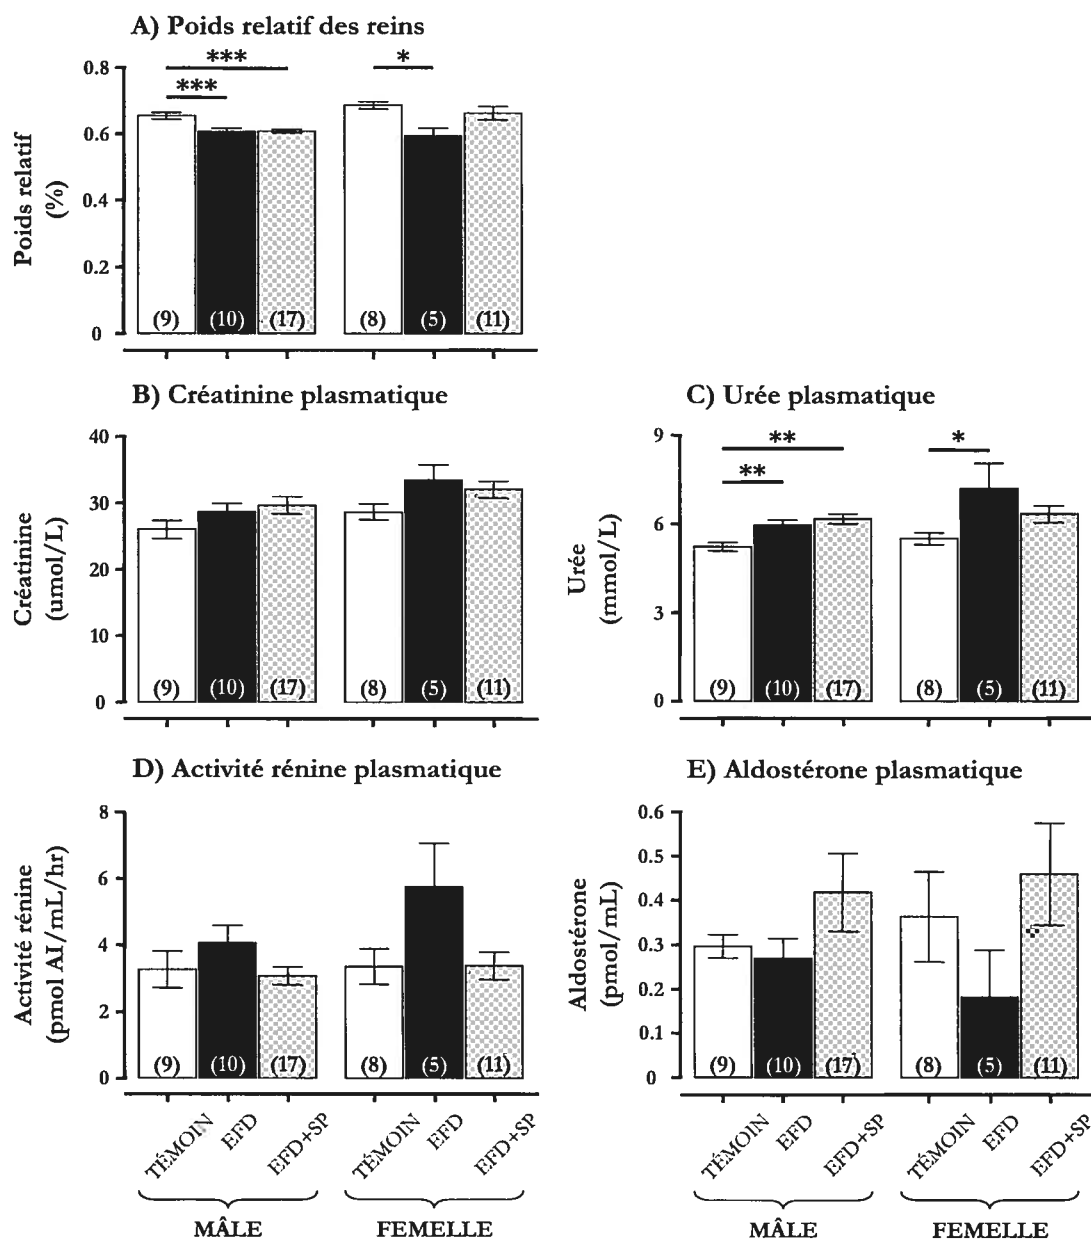 A) Poids relatif des reins
*** *
***
0.8
0.6
0.4
0.2
0
Poids relatif
(%)
(9) (10) (17) (8) (5) (11)
B) Créatinine plasmatique
40
30
20
10
0
Créatinine
(umol/L)
(9) (10) (17) (8) (5) (11)
C) Urée plasmatique
** *
**
9
6
3
0
Urée
(mmol/L)
(9) (10) (17) (8) (5) (11)
D) Activité rénine plasmatique
8
6
4
2
0
Activité rénine
(pmol AI/mL/hr)
(9) (10) (17) (8) (5) (11)
TÉMOIN EFD EFD+SP TÉMOIN EFD EFD+SP
MÂLE FEMELLE
E) Aldostérone plasmatique
0.6
0.5
0.4
0.3
0.2
0.1
0
Aldostérone
(pmol/mL)
(9) (10) (17) (8) (5) (11)
TÉMOIN EFD EFD+SP TÉMOIN EFD EFD+SP
MÂLE FEMELLE